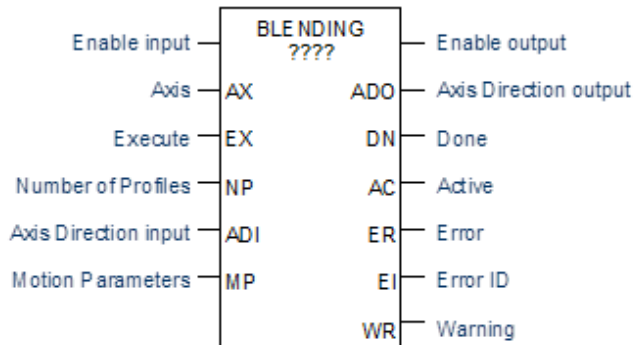 BLENDING
????
Enable input Enable output
Axis AX ADO Axis Direction output
Execute EX DN Done
Number of Profiles NP AC Active
Axis Direction input ADI ER Error
Motion Parameters MP EI Error ID
WR Warning